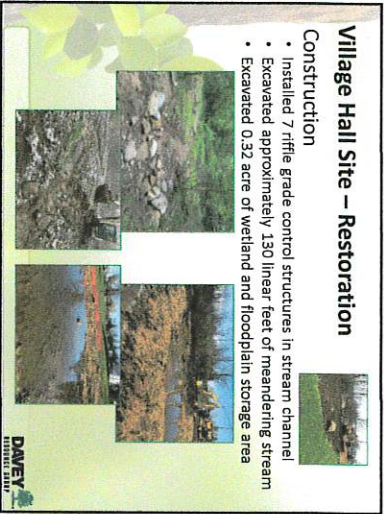 Village Hall Site – Restoration
Construction
• Installed 7 riffle grade control structures in stream channel
• Excavated approximately 130 linear feet of meandering stream
• Excavated 0.32 acre of wetland and floodplain storage area
DAVEY
RESOURCE GROUP